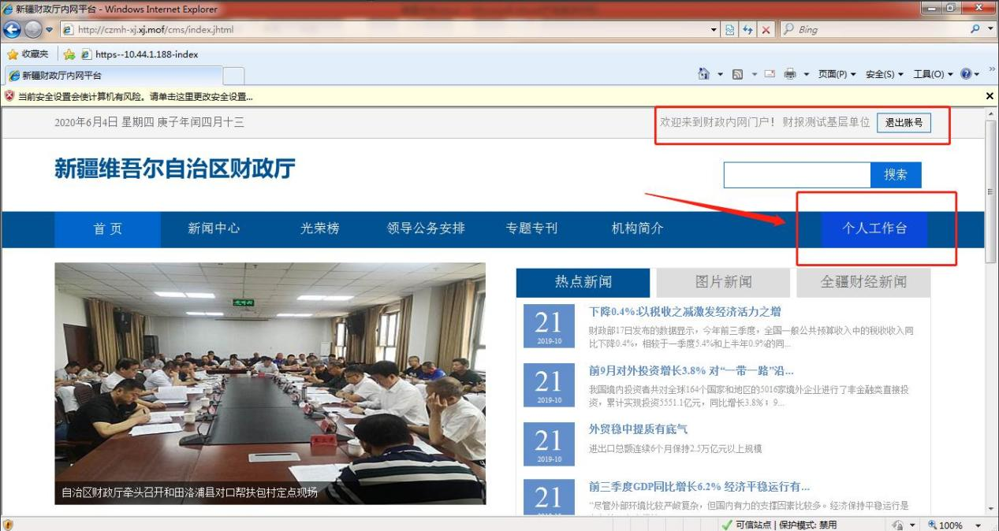 新疆财政厅内网平台 - Windows Internet Explorer
http://czmh-xj.xj.mof/cms/index.jhtml
Bing
收藏夹
https--10.44.1.188-index
新疆财政厅内网平台
页面(P)
安全(S)
工具(O)
当前安全设置会使计算机有风险。请单击这里更改安全设置...
2020年6月4日 星期四 庚子年闰四月十三
欢迎来到财政内网门户！ 财报测试基层单位
退出账号
新疆维吾尔自治区财政厅
搜索
首 页
新闻中心
光荣榜
领导公务安排
专题专刊
机构简介
个人工作台
热点新闻
图片新闻
全疆财经新闻
21
2019-10
下降0.4%:以税收之减激发经济活力之增
财政部17日发布的数据显示，今年前三季度，全国一般公共预算收入中的税收收入同
比下降0.4%，相较于一季度5.4%和上半年0.9%的同...
21
2019-10
前9月对外投资增长3.8% 对“一带一路”沿...
我国境内投资者共对全球164个国家和地区的5016家境外企业进行了非金融类直接投
资，累计实现投资5551.1亿元，同比增长3.8%；9...
21
2019-10
外贸稳中提质有底气
进出口总额连续6个月保持2.5万亿元以上规模
21
前三季度GDP同比增长6.2% 经济平稳运行有...
“尽管外部环境比较严峻复杂，但国内有力的支撑因素比较多。经济保持平稳运行是
自治区财政厅牵头召开和田洛浦县对口帮扶包村定点现场
可信站点 | 保护模式: 禁用
100%